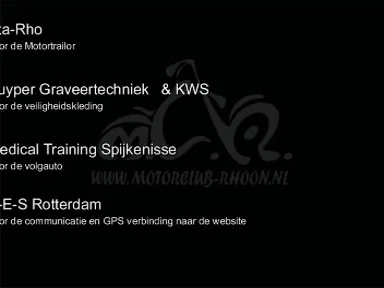 ta-Rho
or de Motortrailor
uyper Graveertechniek & KWS
or de veiligheidskleding
edical Training Spijkenisse
or de volgauto
WWW.MOTORCLUB-RHOON.NL
-E-S Rotterdam
or de communicatie en GPS verbinding naar de website